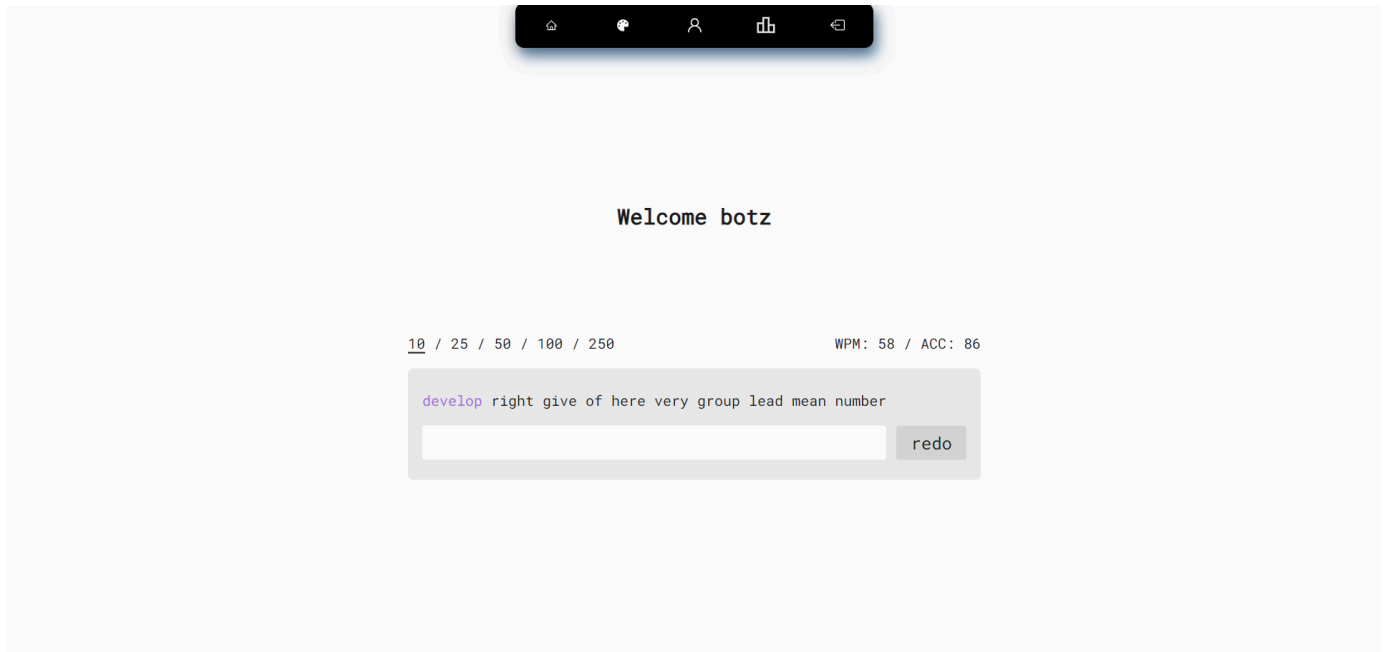 Welcome botz
10 / 25 / 50 / 100 / 250 WPM: 58 / ACC: 86
develop right give of here very group lead mean number
redo